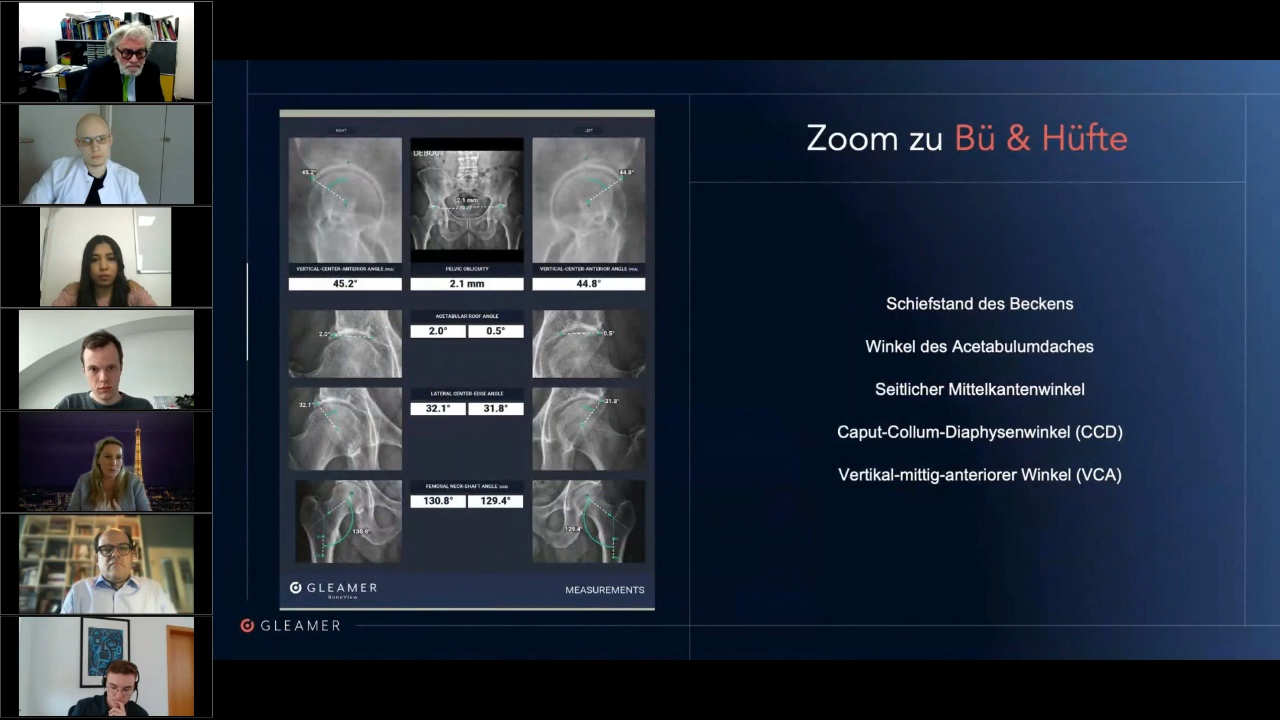 RIGHT
LEFT
45.2°
DEBOUT
2.1 mm
44.8°
VERTICAL-CENTER-ANTERIOR ANGLE (VCA)
PELVIC OBLIQUITY
VERTICAL-CENTER-ANTERIOR ANGLE (VCA)
45.2°
2.1 mm
44.8°
ACETABULAR ROOF ANGLE
2.0°
2.0°
0.5°
0.5°
LATERAL CENTER-EDGE ANGLE
32.1°
32.1°
31.8°
31.8°
FEMORAL NECK-SHAFT ANGLE
130.8°
129.4°
130.8°
129.4°
GLEAMER
BoneView
MEASUREMENTS
GLEAMER
Zoom zu Bü & Hüfte
Schiefstand des Beckens
Winkel des Acetabulumdaches
Seitlicher Mittelkantenwinkel
Caput-Collum-Diaphysenwinkel (CCD)
Vertikal-mittig-anteriorer Winkel (VCA)